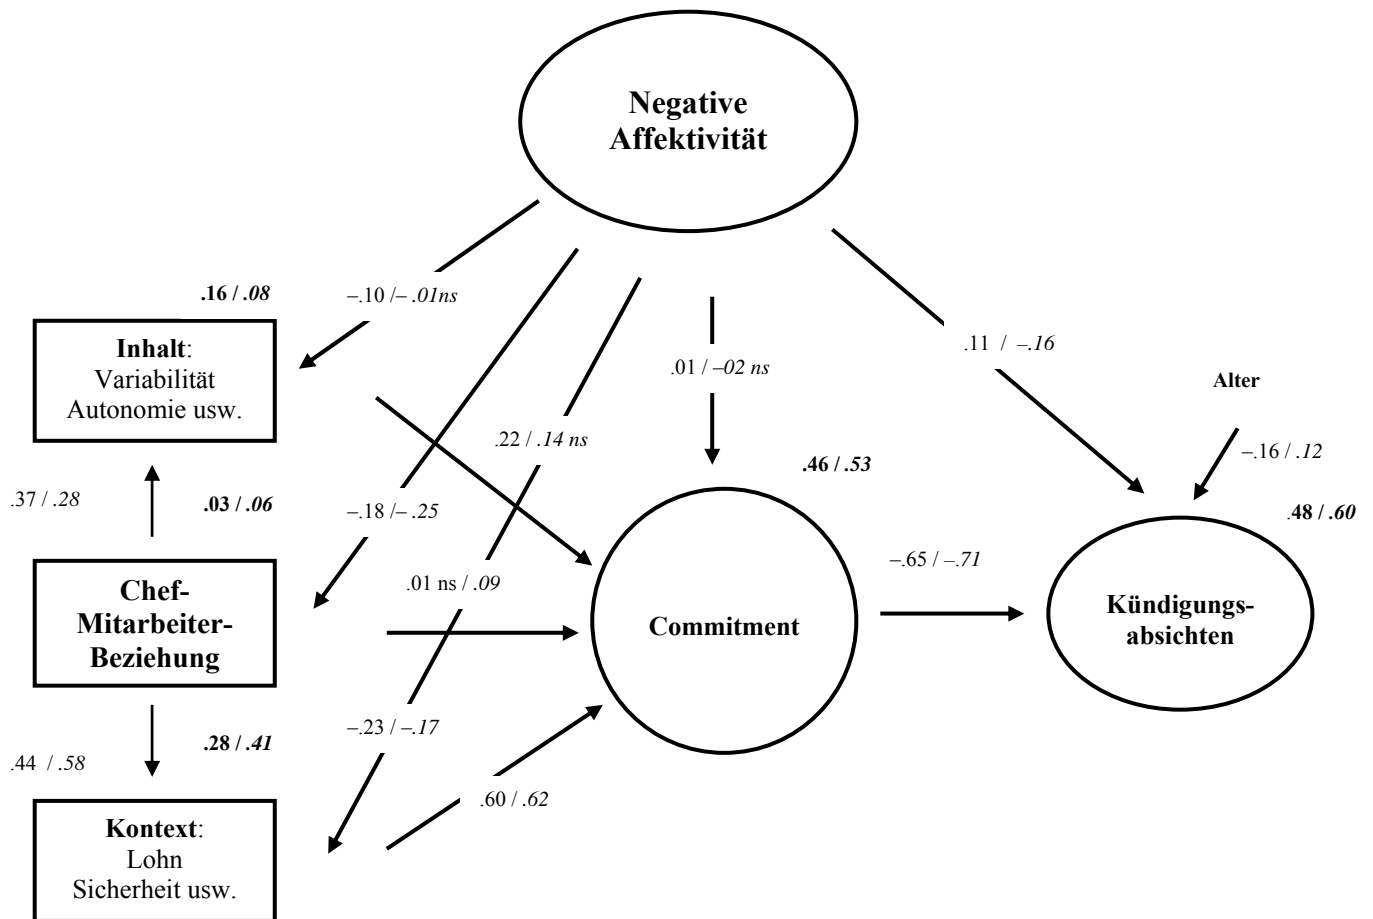 Negative
Affektivität
.16 / .08
–.10 /– .01ns
Inhalt:
Variabilität
Autonomie usw.
.11 / –.16
.01 / –02 ns
Alter
.22 / .14 ns
–.16 / .12
.46 / .53
.37 / .28
.03 / .06
–.18 /– .25
.48 / .60
–.65 / –.71
Chef-
Mitarbeiter-
Beziehung
.01 ns / .09
Commitment
Kündigungs-
absichten
–.23 / –.17
.28 / .41
.44 / .58
.60 / .62
Kontext:
Lohn
Sicherheit usw.